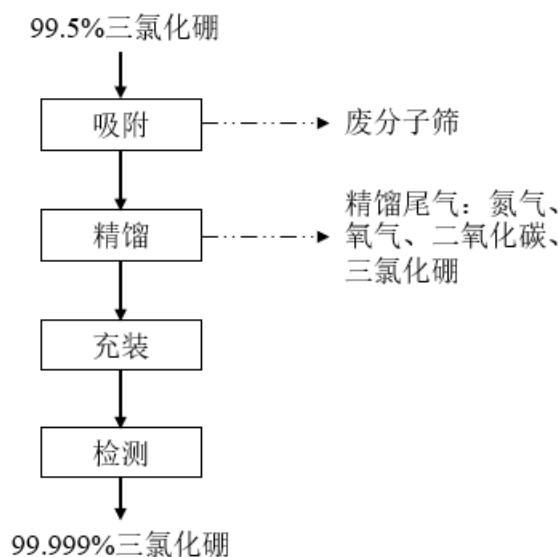 99.5%三氯化硼
吸附
废分子筛
精馏
精馏尾气：氮气、
氧气、二氧化碳、
三氯化硼
充装
检测
99.999%三氯化硼